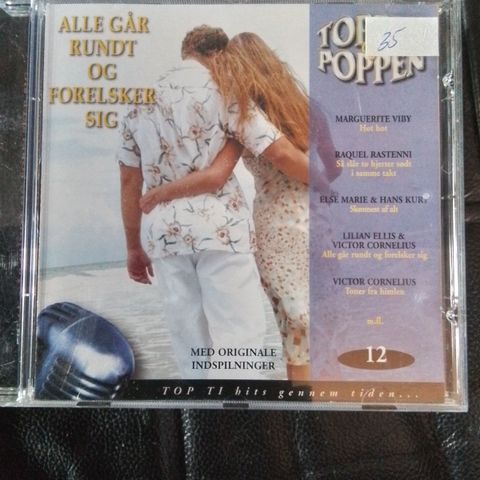 ALLE GÅR
RUNDT
OG
FORELSKER
SIG
35
POPPEN
MARGUERITE VIBY
Hot hot
RAQUEL RASTENNI
Så slår to hjerter sødt
i samme takt
ELSE MARIE & HANS KURT
Skønnest af alt
LILIAN ELLIS &
VICTOR CORNELIUS
Alle går rundt og forelsker sig
VICTOR CORNELIUS
Toner fra himlen
m.fl.
12
MED ORIGINALE
INDSPILNINGER
TOP TI hits gennem tiden...